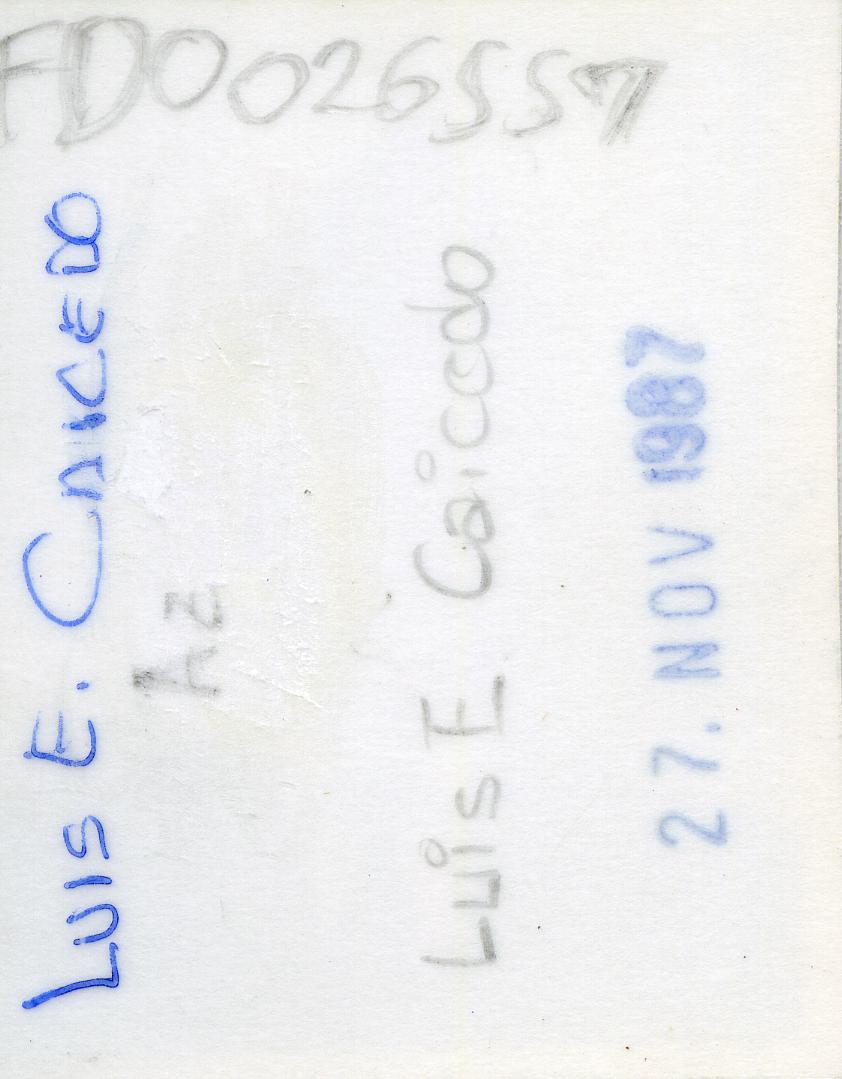 FD0026557
LUIS E. CAICEDO
Az
Luis E Caicedo
27. NOV 1987